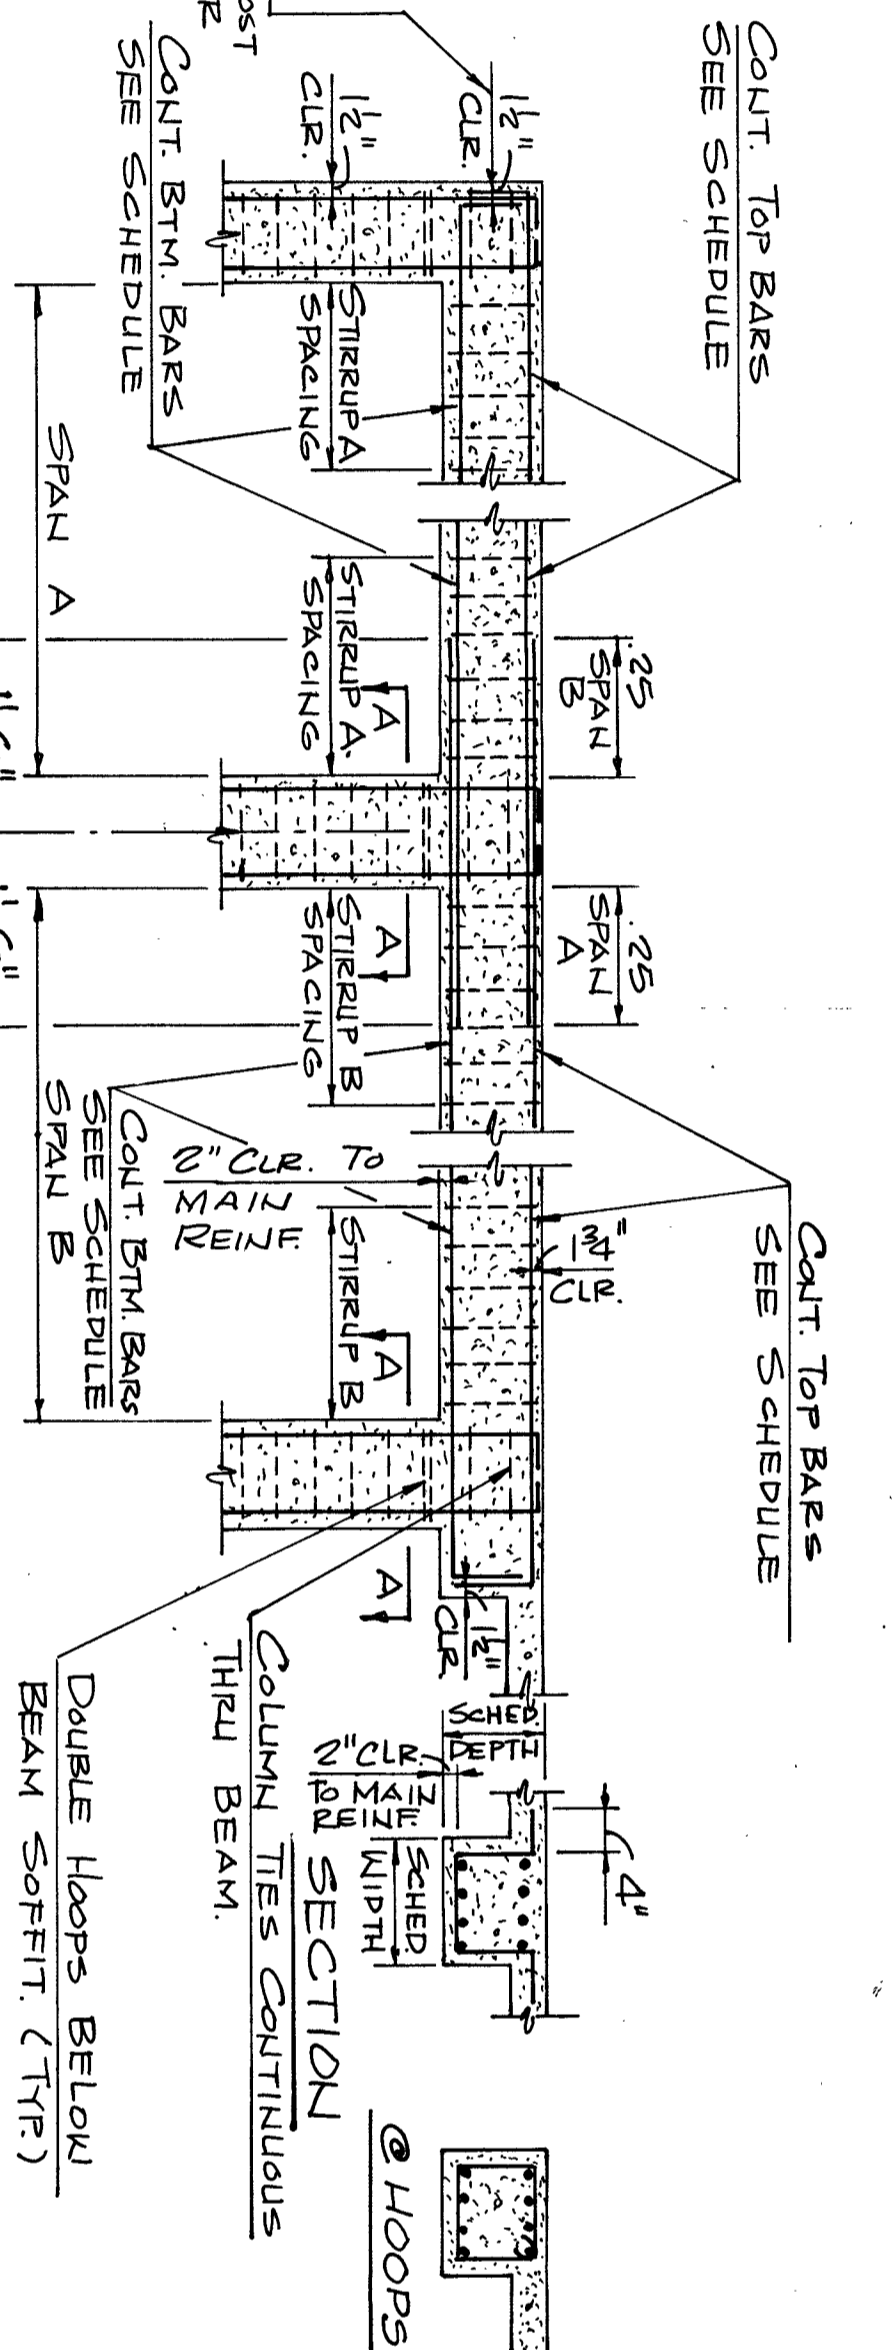 CONT. TOP BARS
SEE SCHEDULE
CONT. TOP BARS
SEE SCHEDULE
.25
SPAN
B
.25
SPAN
A
1 3/4"
CLR.
4"
1½"
CLR.
1½"
CLR.
STIRRUP A
SPACING
STIRRUP A.
SPACING
A
A
STIRRUP B
SPACING
2" CLR. TO
MAIN
REINF.
STIRRUP B
A
A
1½"
CLR
SCHED.
DEPTH
2" CLR.
TO MAIN
REINF.
SCHED
WIDTH
SECTION
@ HOOPS
CONT. BTM. BARS
SEE SCHEDULE
CONT. BTM. BARS
SEE SCHEDULE
COLUMN TIES CONTINUOUS
THRU BEAM.
SPAN A
SPAN B
DOUBLE HOOPS BELOW
BEAM SOFFIT. (TYP.)